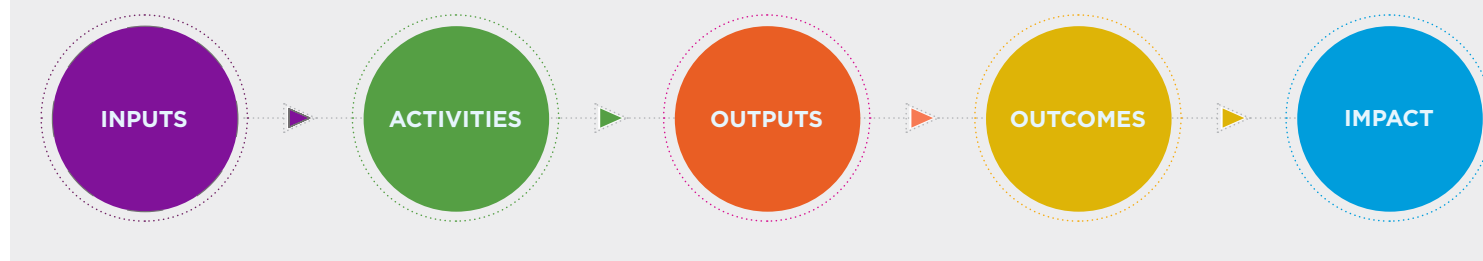 INPUTS
ACTIVITIES
OUTPUTS
OUTCOMES
IMPACT